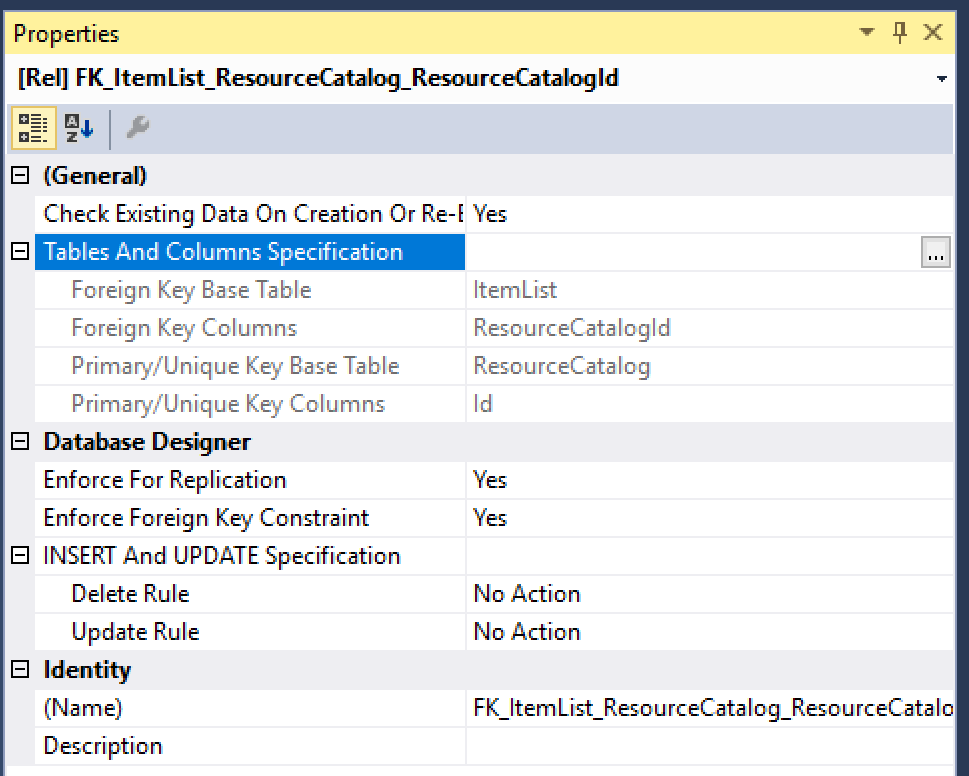 Properties
[Rel] FK_ItemList_ResourceCatalog_ResourceCatalogId
(General)
Check Existing Data On Creation Or Re-E Yes
Tables And Columns Specification ...
Foreign Key Base Table ItemList
Foreign Key Columns ResourceCatalogId
Primary/Unique Key Base Table ResourceCatalog
Primary/Unique Key Columns Id
Database Designer
Enforce For Replication Yes
Enforce Foreign Key Constraint Yes
INSERT And UPDATE Specification
Delete Rule No Action
Update Rule No Action
Identity
(Name) FK_ItemList_ResourceCatalog_ResourceCatalo
Description